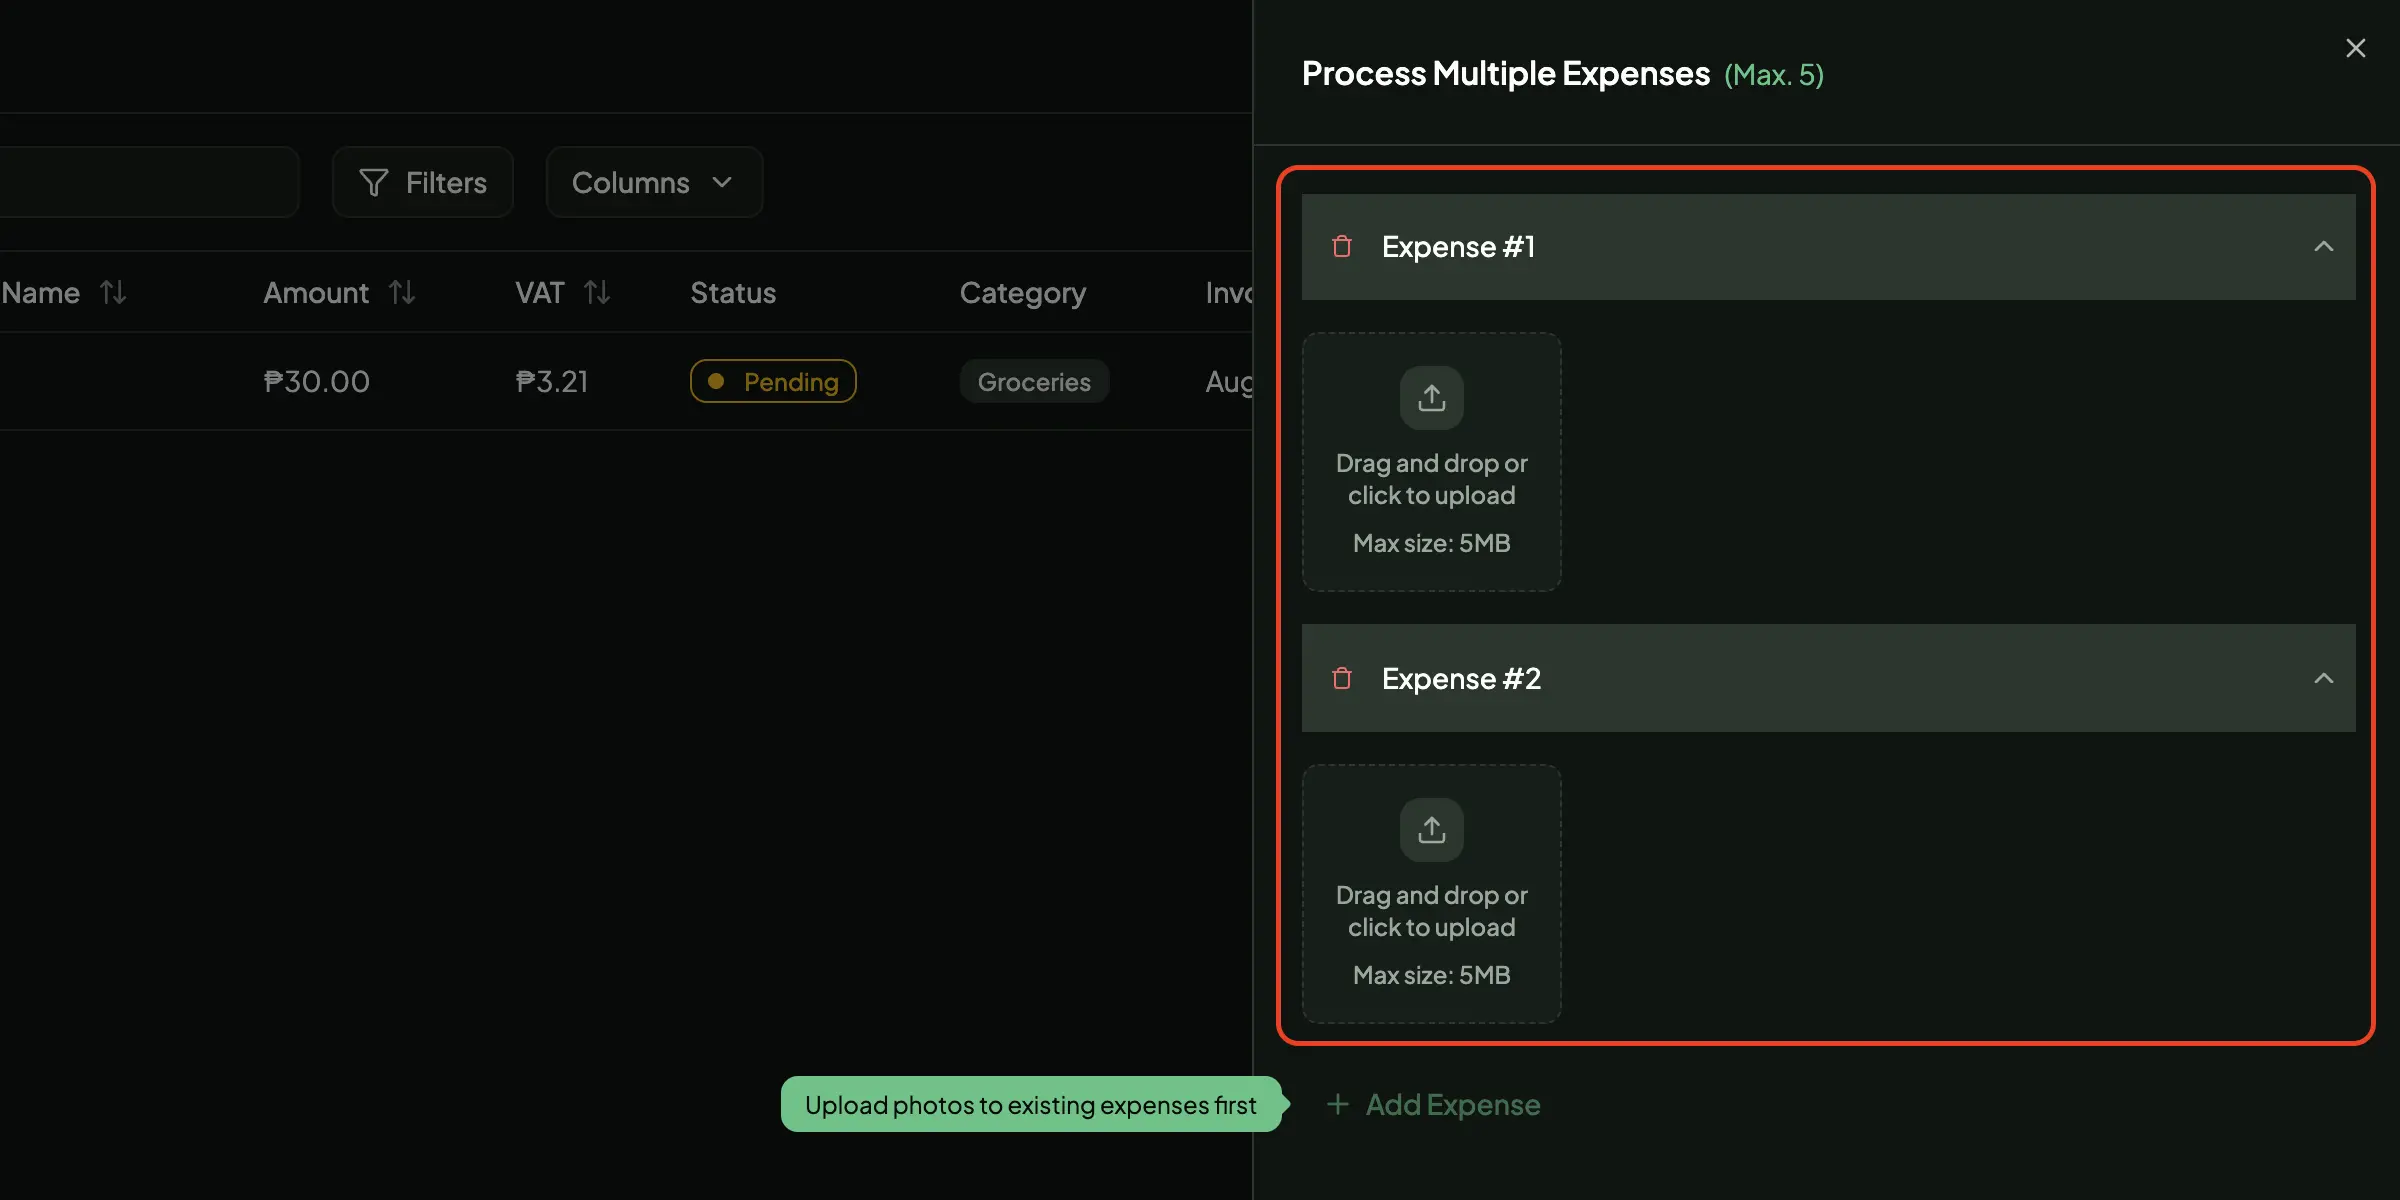 Process Multiple Expenses (Max. 5)
Filters
Columns
Name Amount VAT Status Category
₱30.00 ₱3.21 Pending Groceries
Expense #1
Drag and drop or
click to upload
Max size: 5MB
Expense #2
Drag and drop or
click to upload
Max size: 5MB
Upload photos to existing expenses first
+ Add Expense